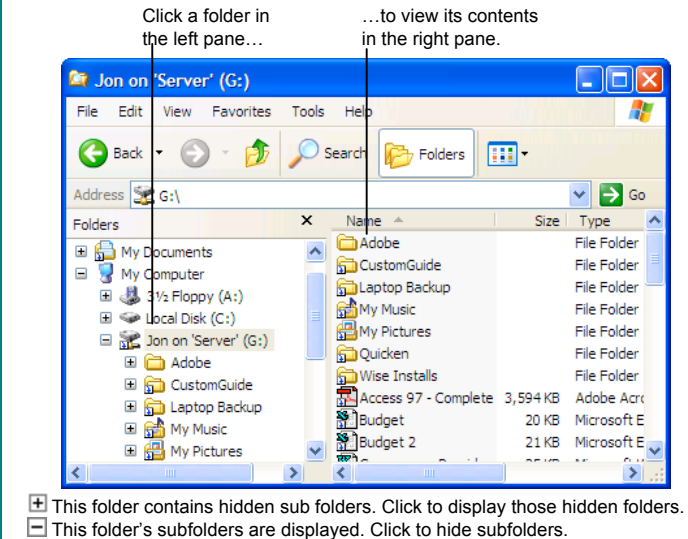 Click a folder in
the left pane…
…to view its contents
in the right pane.
Jon on 'Server' (G:)
File Edit View Favorites Tools Help
Back Search Folders
Address G:\ Go
Folders X Name Size Type
My Documents
My Computer
3½ Floppy (A:)
Local Disk (C:)
Jon on 'Server' (G:)
Adobe
CustomGuide
Laptop Backup
My Music
My Pictures
Adobe File Folder
CustomGuide File Folder
Laptop Backup File Folder
My Music File Folder
My Pictures File Folder
Quicken File Folder
Wise Installs File Folder
Access 97 - Complete 3,594 KB Adobe Acro
Budget 20 KB Microsoft E
Budget 2 21 KB Microsoft E
This folder contains hidden sub folders. Click to display those hidden folders.
This folder’s subfolders are displayed. Click to hide subfolders.